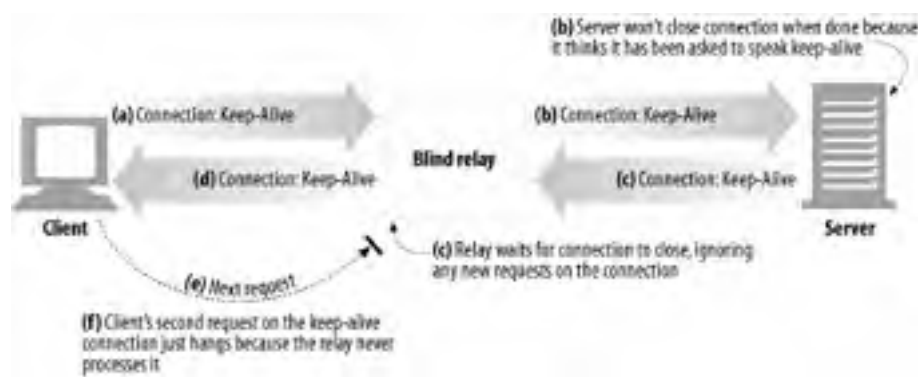 (b) Server won't close connection when done because
it thinks it has been asked to speak keep-alive
(a) Connection: Keep-Alive
(b) Connection: Keep-Alive
Blind relay
(d) Connection: Keep-Alive
(c) Connection: Keep-Alive
Client
Server
(c) Relay waits for connection to close, ignoring
any new requests on the connection
(e) Next request
(f) Client's second request on the keep-alive
connection just hangs because the relay never
processes it